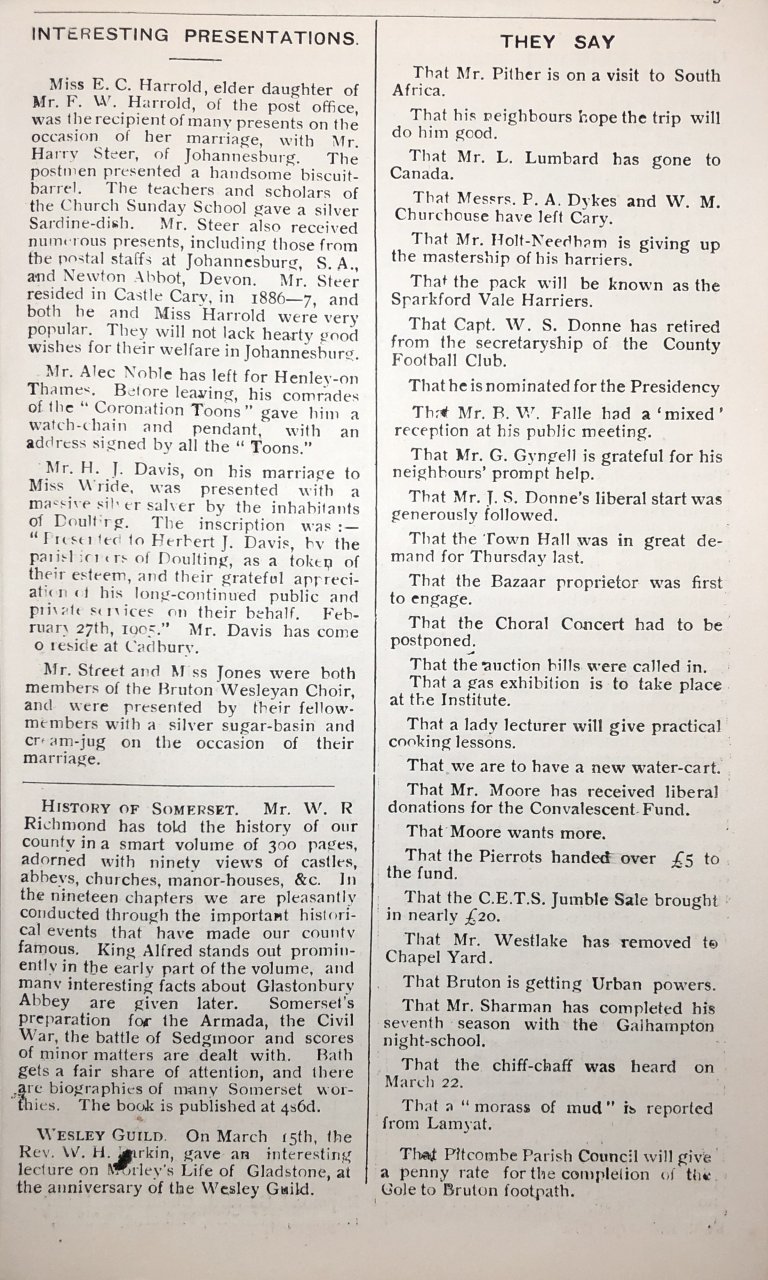 INTERESTING PRESENTATIONS.
Miss E. C. Harrold, elder daughter of
Mr. F. W. Harrold, of the post office,
was the recipient of many presents on the
occasion of her marriage, with Mr.
Harry Steer, of Johannesburg. The
postmen presented a handsome biscuit-
barrel. The teachers and scholars of
the Church Sunday School gave a silver
Sardine-dish. Mr. Steer also received
numerous presents, including those from
the postal staffs at Johannesburg, S. A.,
and Newton Abbot, Devon. Mr. Steer
resided in Castle Cary, in 1886—7, and
both he and Miss Harrold were very
popular. They will not lack hearty good
wishes for their welfare in Johannesburg.
Mr. Alec Noble has left for Henley-on
Thames. Before leaving, his comrades
of the " Coronation Toons " gave him a
watch-chain and pendant, with an
address signed by all the " Toons."
Mr. H. J. Davis, on his marriage to
Miss Wride, was presented with a
massive silver salver by the inhabitants
of Doulting. The inscription was :—
" Presented to Herbert J. Davis, by the
parishioners of Doulting, as a token of
their esteem, and their grateful appreci-
ation of his long-continued public and
private services on their behalf. Feb-
ruary 27th, 1905." Mr. Davis has come
o reside at Cadbury.
Mr. Street and Miss Jones were both
members of the Bruton Wesleyan Choir,
and were presented by their fellow-
members with a silver sugar-basin and
cream-jug on the occasion of their
marriage.
HISTORY OF SOMERSET. Mr. W. R
Richmond has told the history of our
county in a smart volume of 300 pages,
adorned with ninety views of castles,
abbeys, churches, manor-houses, &c. In
the nineteen chapters we are pleasantly
conducted through the important histori-
cal events that have made our county
famous. King Alfred stands out promin-
ently in the early part of the volume, and
many interesting facts about Glastonbury
Abbey are given later. Somerset's
preparation for the Armada, the Civil
War, the battle of Sedgmoor and scores
of minor matters are dealt with. Bath
gets a fair share of attention, and there
are biographies of many Somerset wor-
thies. The book is published at 4s6d.
WESLEY GUILD. On March 15th, the
Rev. W. H. gave an interesting
lecture on Morley's Life of Gladstone, at
the anniversary of the Wesley Guild.
THEY SAY
That Mr. Pither is on a visit to South
Africa.
That his neighbours hope the trip will
do him good.
That Mr. L. Lumbard has gone to
Canada.
That Messrs. P. A. Dykes and W. M.
Churchouse have left Cary.
That Mr. Holt-Needham is giving up
the mastership of his harriers.
That the pack will be known as the
Sparkford Vale Harriers.
That Capt. W. S. Donne has retired
from the secretaryship of the County
Football Club.
That he is nominated for the Presidency
That Mr. B. W. Falle had a 'mixed'
reception at his public meeting.
That Mr. G. Gyngell is grateful for his
neighbours' prompt help.
That Mr. J. S. Donne's liberal start was
generously followed.
That the Town Hall was in great de-
mand for Thursday last.
That the Bazaar proprietor was first
to engage.
That the Choral Concert had to be
postponed.
That the auction bills were called in.
That a gas exhibition is to take place
at the Institute.
That a lady lecturer will give practical
cooking lessons.
That we are to have a new water-cart.
That Mr. Moore has received liberal
donations for the Convalescent Fund.
That Moore wants more.
That the Pierrots handed over £5 to
the fund.
That the C.E.T.S. Jumble Sale brought
in nearly £20.
That Mr. Westlake has removed to
Chapel Yard.
That Bruton is getting Urban powers.
That Mr. Sharman has completed his
seventh season with the Galhampton
night-school.
That the chiff-chaff was heard on
March 22.
That a " morass of mud " is reported
from Lamyat.
That Pitcombe Parish Council will give
a penny rate for the completion of the
Cole to Bruton footpath.